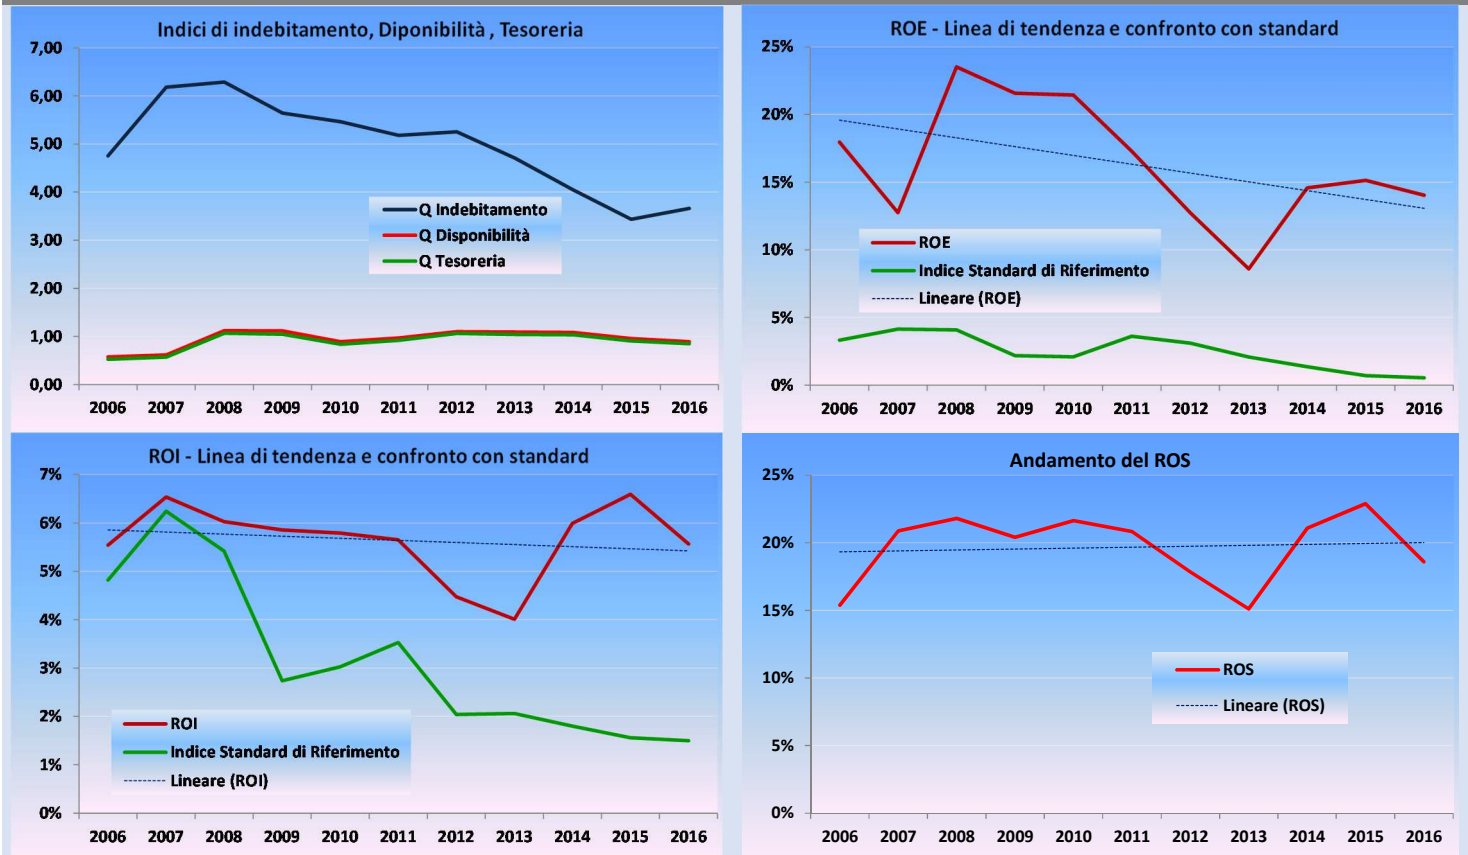 Indici di indebitamento, Diponibilità , Tesoreria
7,00
6,00
5,00
4,00
3,00
2,00
1,00
0,00
Q Indebitamento
Q Disponibilità
Q Tesoreria
2006 2007 2008 2009 2010 2011 2012 2013 2014 2015 2016
ROE - Linea di tendenza e confronto con standard
25%
20%
15%
10%
5%
0%
ROE
Indice Standard di Riferimento
Lineare (ROE)
2006 2007 2008 2009 2010 2011 2012 2013 2014 2015 2016
ROI - Linea di tendenza e confronto con standard
7%
6%
5%
4%
3%
2%
1%
0%
ROI
Indice Standard di Riferimento
Lineare (ROI)
2006 2007 2008 2009 2010 2011 2012 2013 2014 2015 2016
Andamento del ROS
25%
20%
15%
10%
5%
0%
ROS
Lineare (ROS)
2006 2007 2008 2009 2010 2011 2012 2013 2014 2015 2016